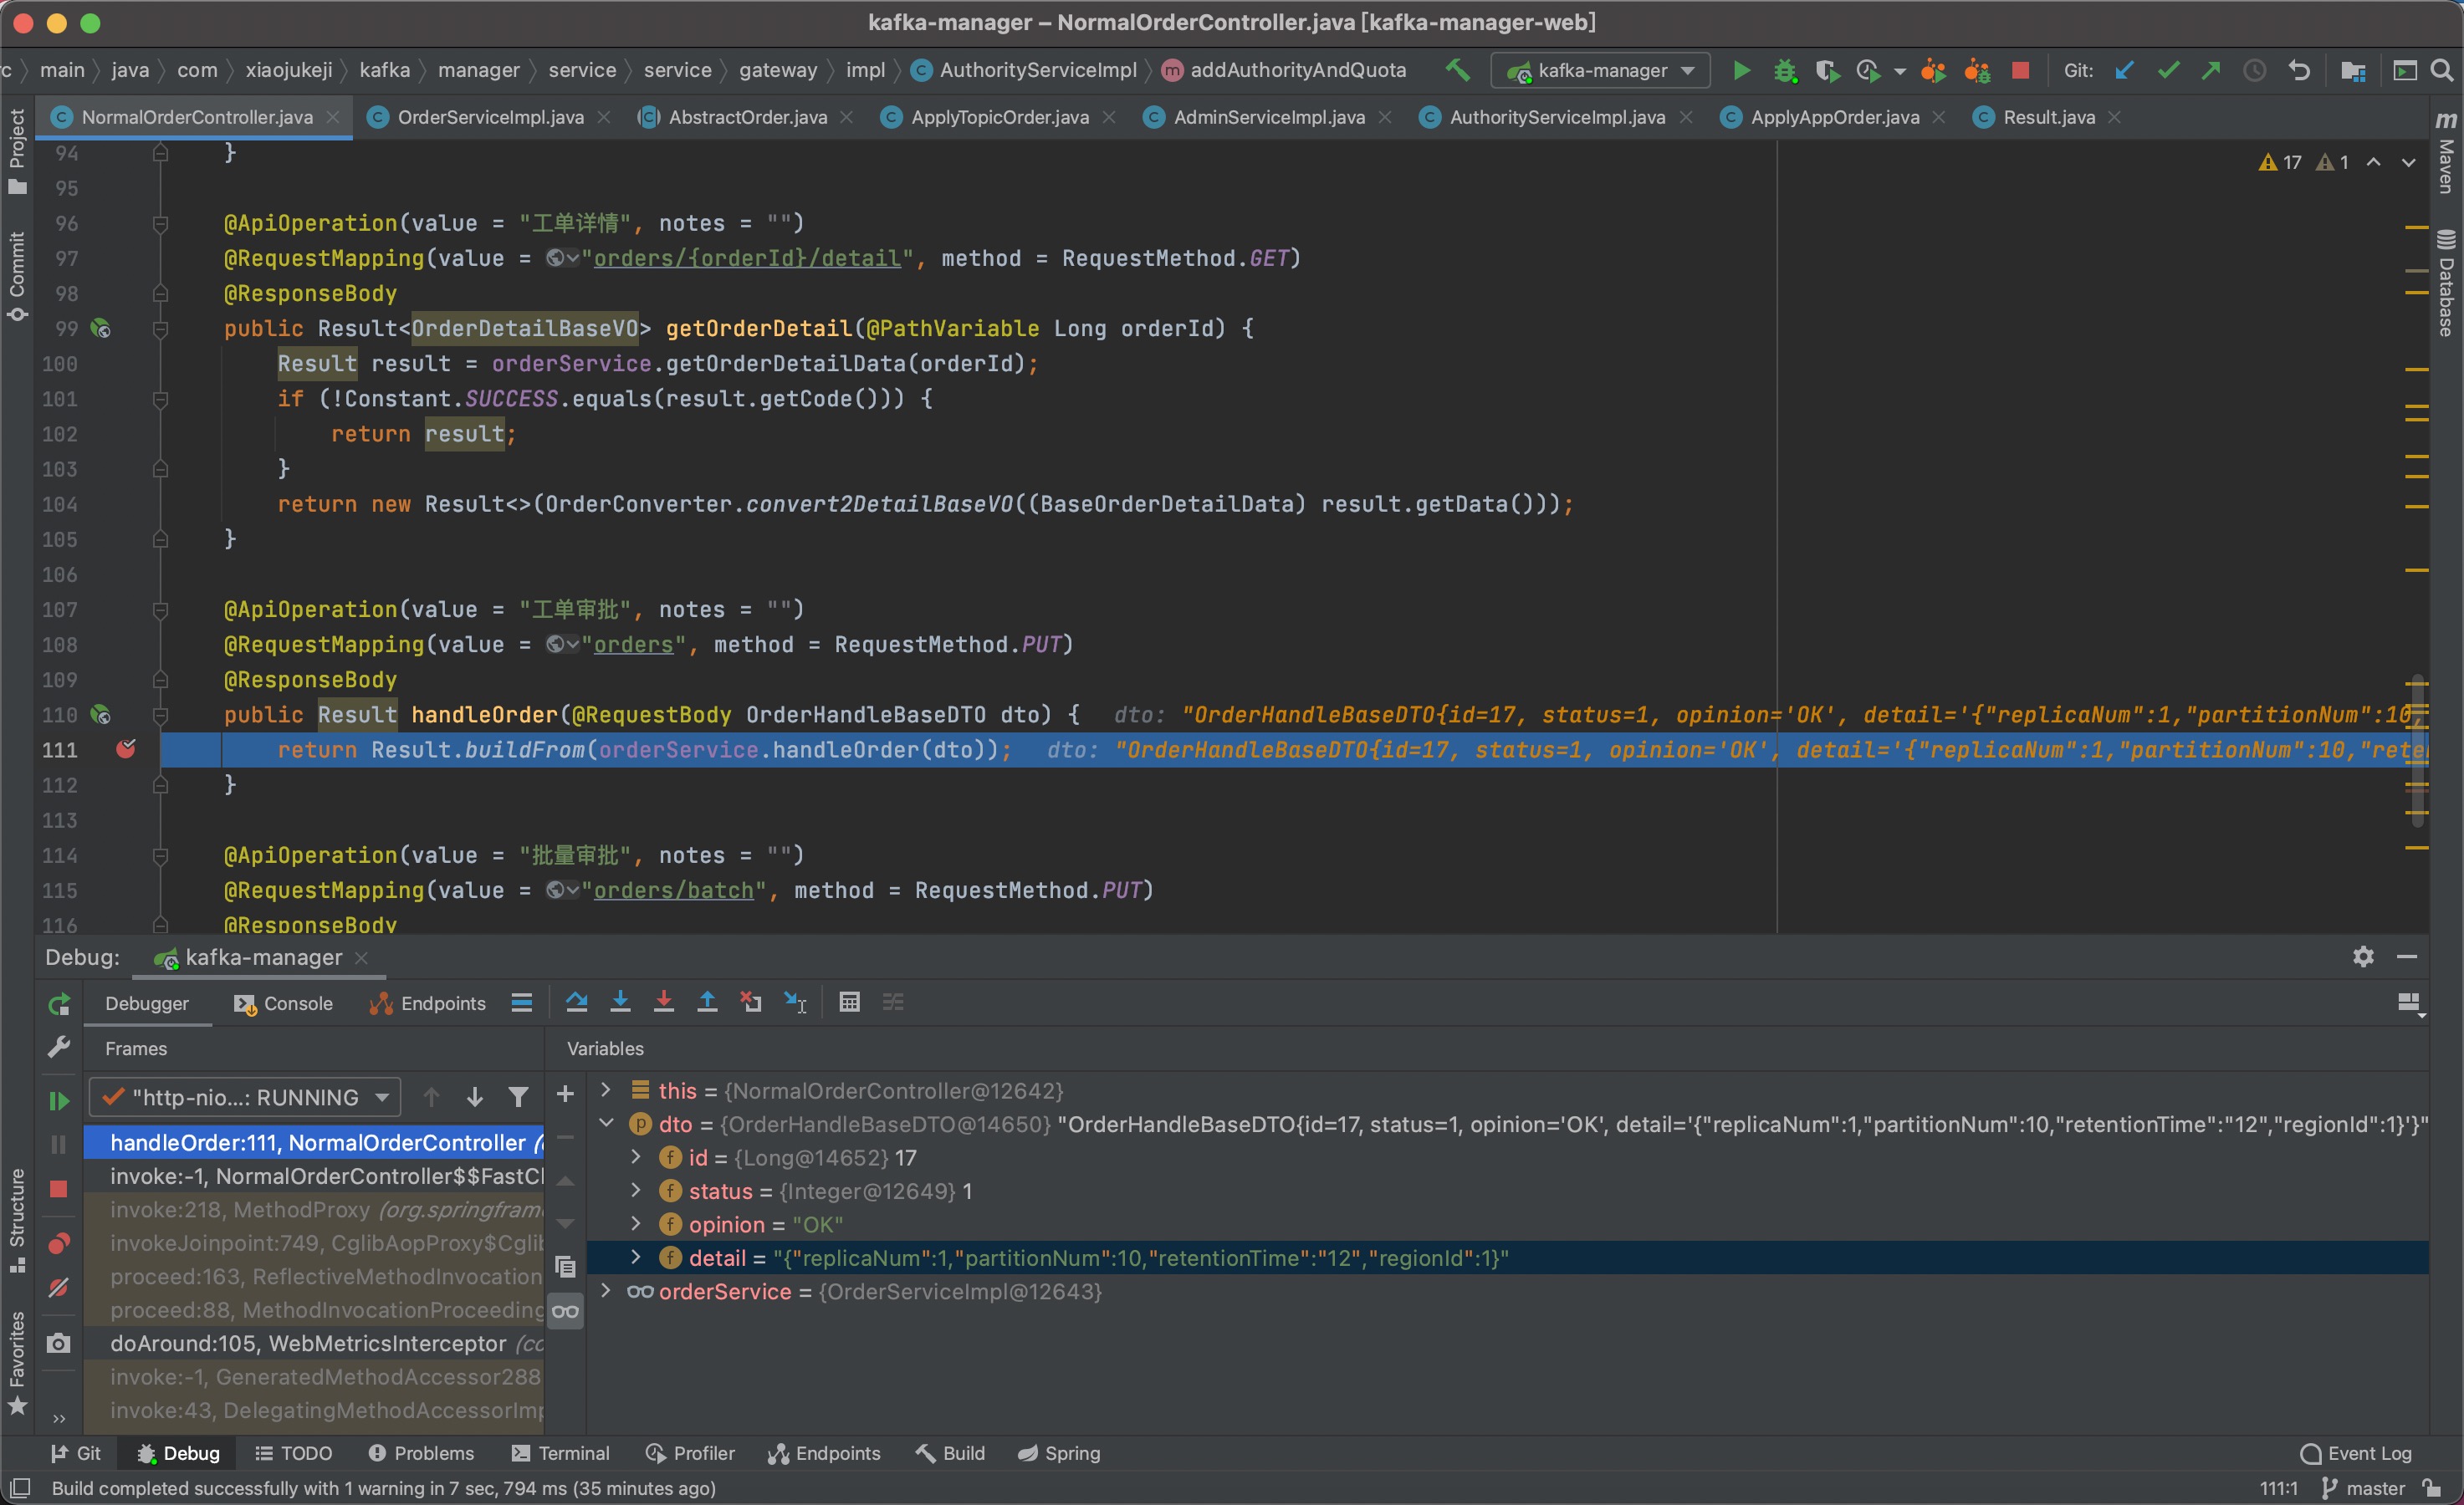 kafka-manager – NormalOrderController.java [kafka-manager-web]
main java com xiaojukeji kafka manager service service gateway impl AuthorityServiceImpl addAuthorityAndQuota kafka-manager Git:
NormalOrderController.java OrderServiceImpl.java AbstractOrder.java ApplyTopicOrder.java AdminServiceImpl.java AuthorityServiceImpl.java ApplyAppOrder.java Result.java
Project
Commit
Structure
Favorites
Maven
Database
17 1
94 }
95
96 @ApiOperation(value = "工单详情", notes = "")
97 @RequestMapping(value = "orders/{orderId}/detail", method = RequestMethod.GET)
98 @ResponseBody
99 public Result<OrderDetailBaseVO> getOrderDetail(@PathVariable Long orderId) {
100 Result result = orderService.getOrderDetailData(orderId);
101 if (!Constant.SUCCESS.equals(result.getCode())) {
102 return result;
103 }
104 return new Result<>(OrderConverter.convert2DetailBaseVO((BaseOrderDetailData) result.getData()));
105 }
106
107 @ApiOperation(value = "工单审批", notes = "")
108 @RequestMapping(value = "orders", method = RequestMethod.PUT)
109 @ResponseBody
110 public Result handleOrder(@RequestBody OrderHandleBaseDTO dto) { dto: "OrderHandleBaseDTO{id=17, status=1, opinion='OK', detail='{"replicaNum":1,"partitionNum":10,
111 return Result.buildFrom(orderService.handleOrder(dto)); dto: "OrderHandleBaseDTO{id=17, status=1, opinion='OK', detail='{"replicaNum":1,"partitionNum":10,"rete
112 }
113
114 @ApiOperation(value = "批量审批", notes = "")
115 @RequestMapping(value = "orders/batch", method = RequestMethod.PUT)
116 @ResponseBody
Debug: kafka-manager
Debugger Console Endpoints
Frames
Variables
"http-nio...: RUNNING
handleOrder:111, NormalOrderController
invoke:-1, NormalOrderController$$FastCl
invoke:218, MethodProxy (org.springframe
invokeJoinpoint:749, CglibAopProxy$Cglib
proceed:163, ReflectiveMethodInvocation
proceed:88, MethodInvocationProceeding
doAround:105, WebMetricsInterceptor (co
invoke:-1, GeneratedMethodAccessor288
invoke:43, DelegatingMethodAccessorImp
this = {NormalOrderController@12642}
dto = {OrderHandleBaseDTO@14650} "OrderHandleBaseDTO{id=17, status=1, opinion='OK', detail='{"replicaNum":1,"partitionNum":10,"retentionTime":"12","regionId":1}'}"
id = {Long@14652} 17
status = {Integer@12649} 1
opinion = "OK"
detail = "{"replicaNum":1,"partitionNum":10,"retentionTime":"12","regionId":1}"
orderService = {OrderServiceImpl@12643}
Git Debug TODO Problems Terminal Profiler Endpoints Build Spring Event Log
Build completed successfully with 1 warning in 7 sec, 794 ms (35 minutes ago) 111:1 master